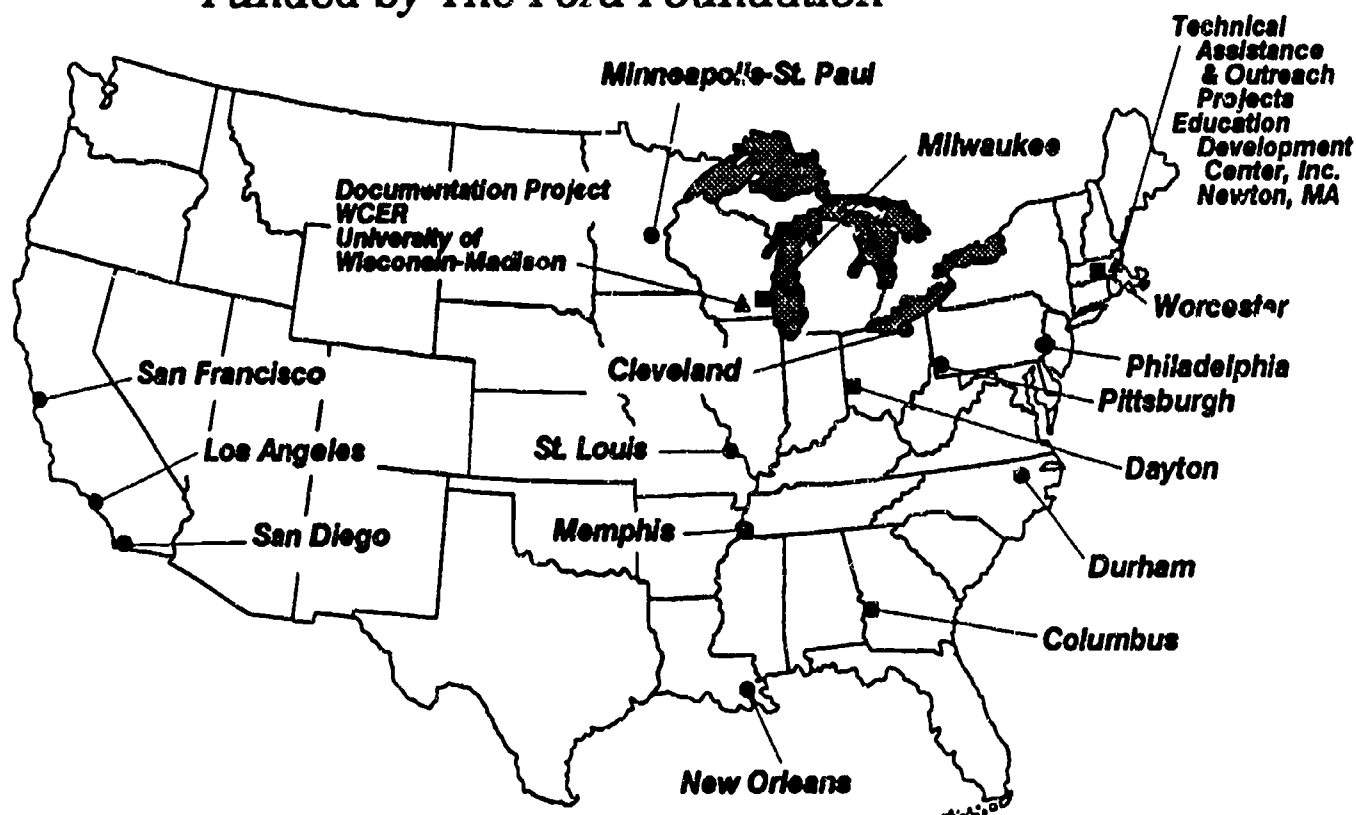 Funded by The Ford Foundation
Technical
Assistance
& Outreach
Projects
Education
Development
Center, Inc.
Newton, MA
Minneapolis-St. Paul
Milwaukee
Documentation Project
WCER
University of
Wisconsin-Madison
Worcester
San Francisco
Cleveland
Philadelphia
Pittsburgh
Los Angeles
St. Louis
Dayton
San Diego
Memphis
Durham
Columbus
New Orleans